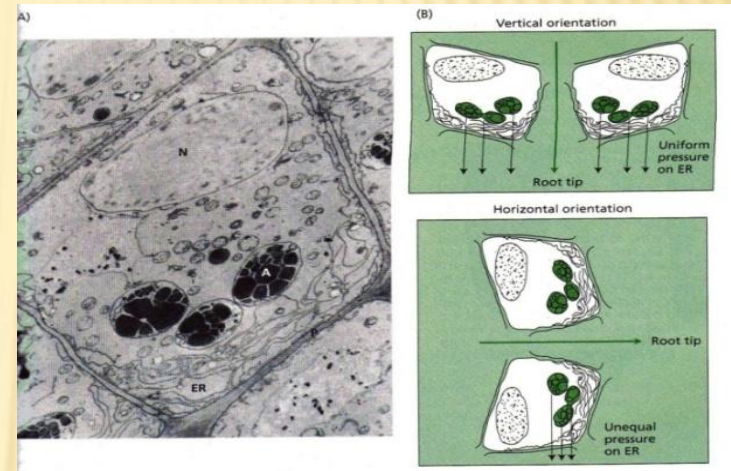 A)
N
A
ER
P
(B)
Vertical orientation
Uniform
pressure
on ER
Root tip
Horizontal orientation
Root tip
Unequal
pressure
on ER